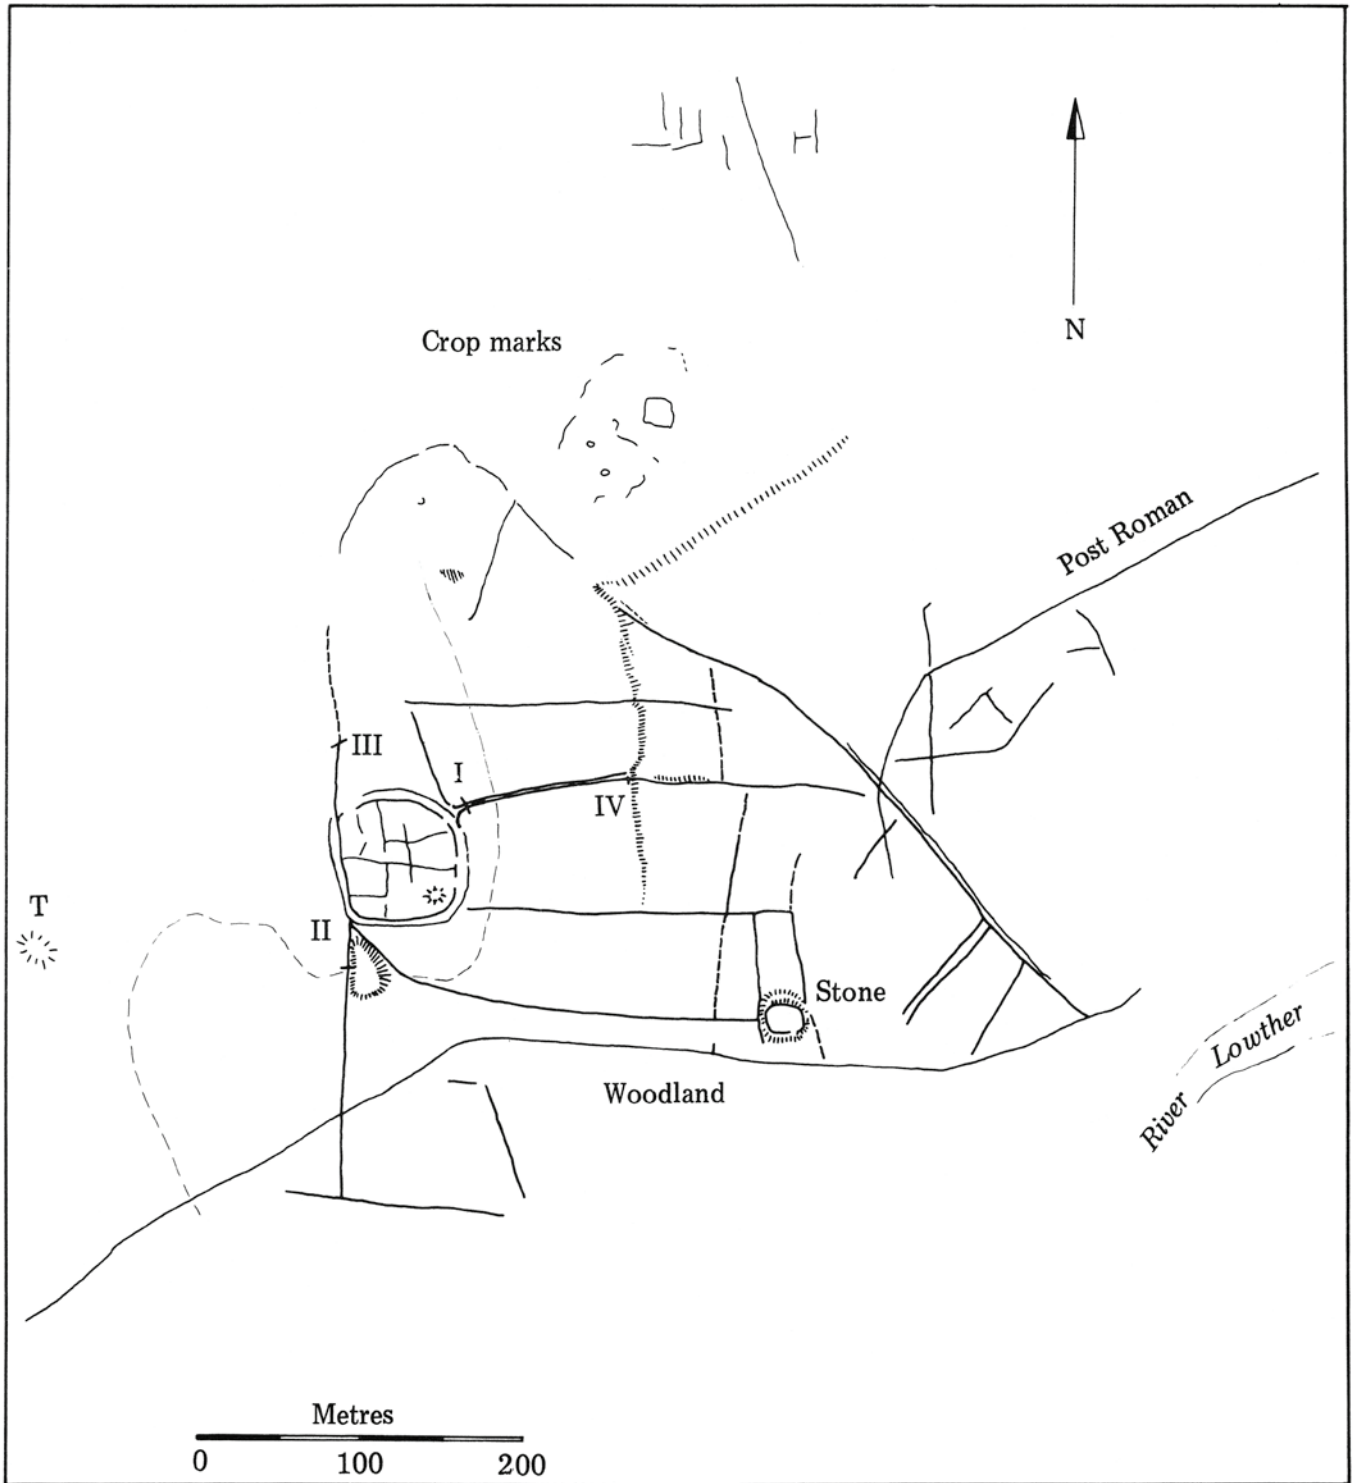 N
Crop marks
Post Roman
III
I
IV
T
II
Stone
River Lowther
Woodland
Metres
0 100 200